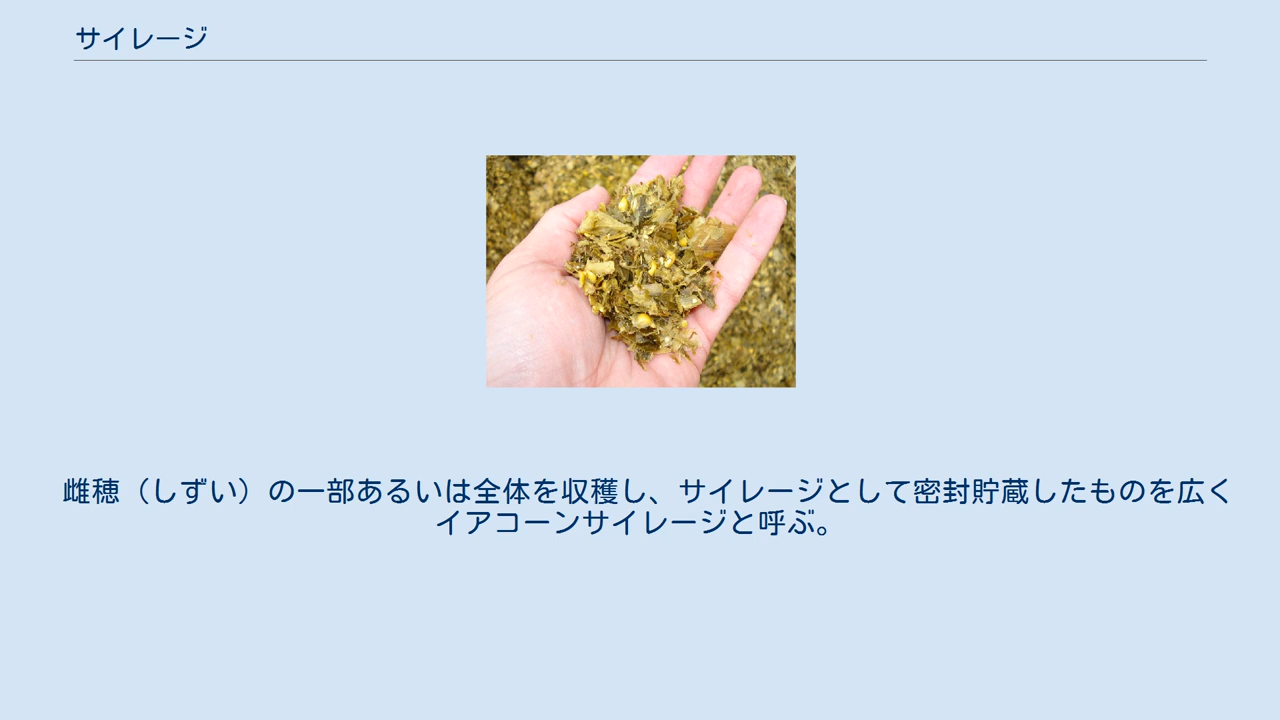 サイレージ
雌穂（しずい）の一部あるいは全体を収穫し、サイレージとして密封貯蔵したものを広く
イアコーンサイレージと呼ぶ。